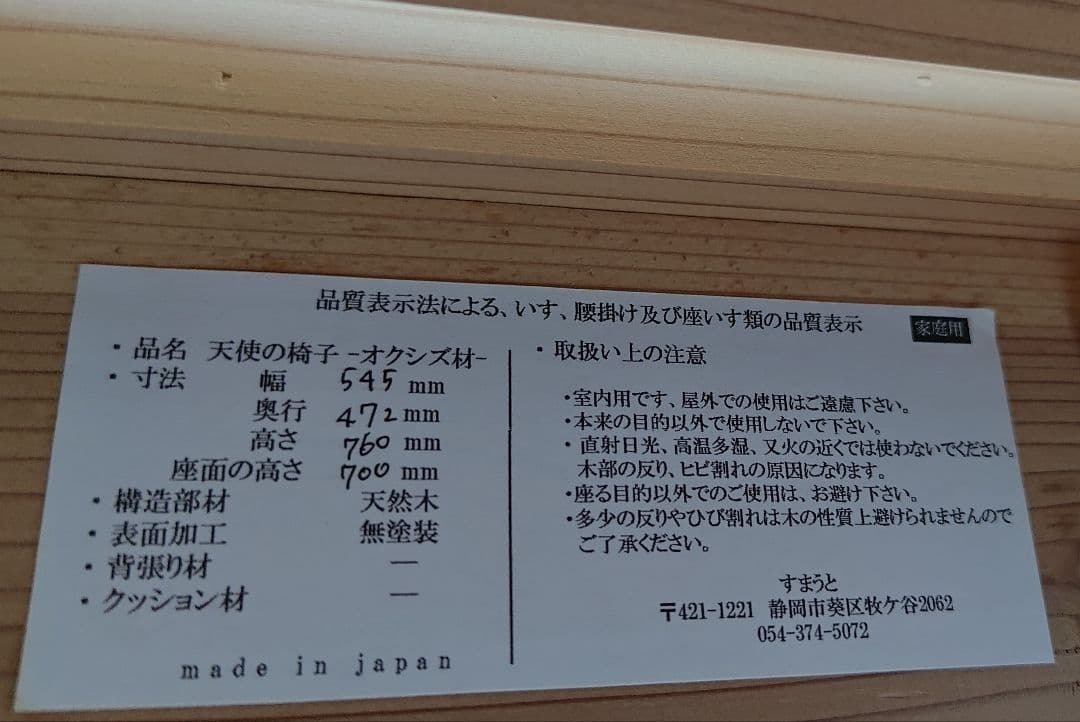 品質表示法による、いす、腰掛け及び座いす類の品質表示
家庭用
・品名 天使の椅子 -オクシズ材-
・寸法 幅 545 mm
奥行 472 mm
高さ 760 mm
座面の高さ 700 mm
・構造部材 天然木
・表面加工 無塗装
・背張り材 —
・クッション材 —
made in japan
・取扱い上の注意
・室内用です、屋外での使用はご遠慮下さい。
・本来の目的以外で使用しないで下さい。
・直射日光、高温多湿、又火の近くでは使わないでください。
木部の反り、ヒビ割れの原因になります。
・座る目的以外でのご使用は、お避け下さい。
・多少の反りやひび割れは木の性質上避けられませんので
ご了承ください。
すまうと
〒421-1221 静岡市葵区牧ケ谷2062
054-374-5072